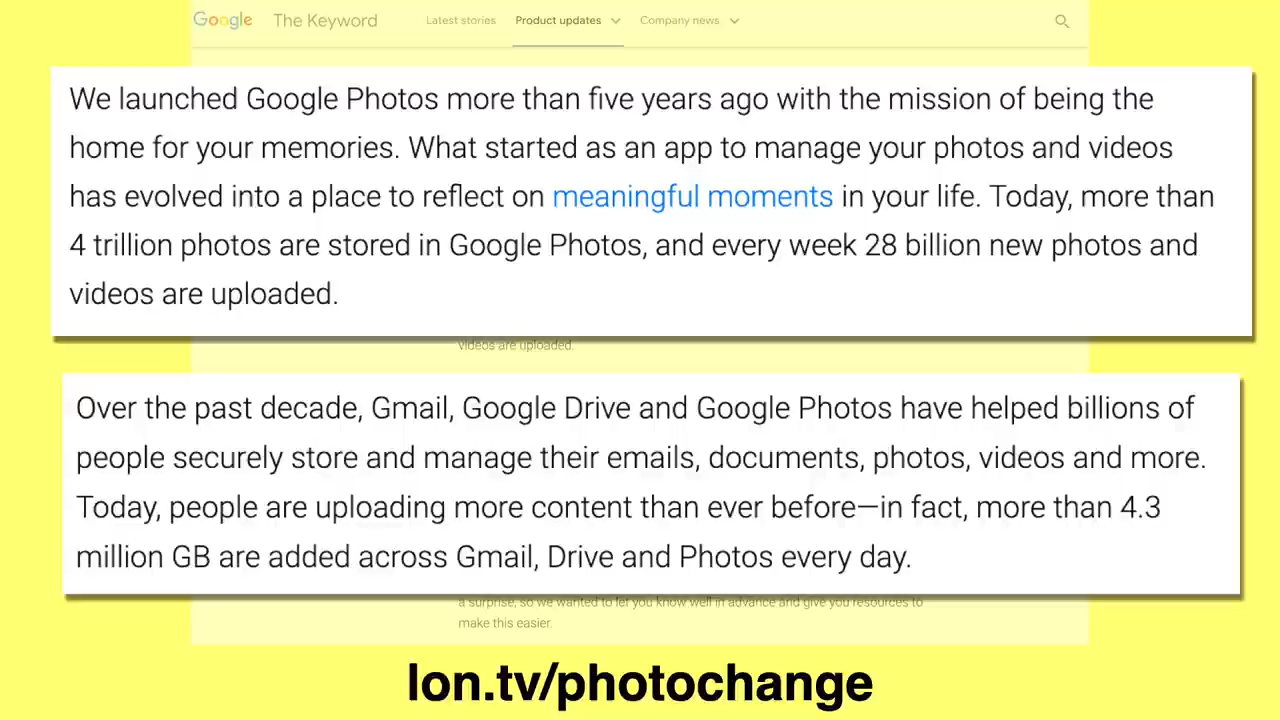 Google The Keyword Latest stories Product updates Company news
We launched Google Photos more than five years ago with the mission of being the
home for your memories. What started as an app to manage your photos and videos
has evolved into a place to reflect on meaningful moments in your life. Today, more than
4 trillion photos are stored in Google Photos, and every week 28 billion new photos and
videos are uploaded.
videos are uploaded.
Over the past decade, Gmail, Google Drive and Google Photos have helped billions of
people securely store and manage their emails, documents, photos, videos and more.
Today, people are uploading more content than ever before—in fact, more than 4.3
million GB are added across Gmail, Drive and Photos every day.
a surprise, so we wanted to let you know well in advance and give you resources to
make this easier.
lon.tv/photochange